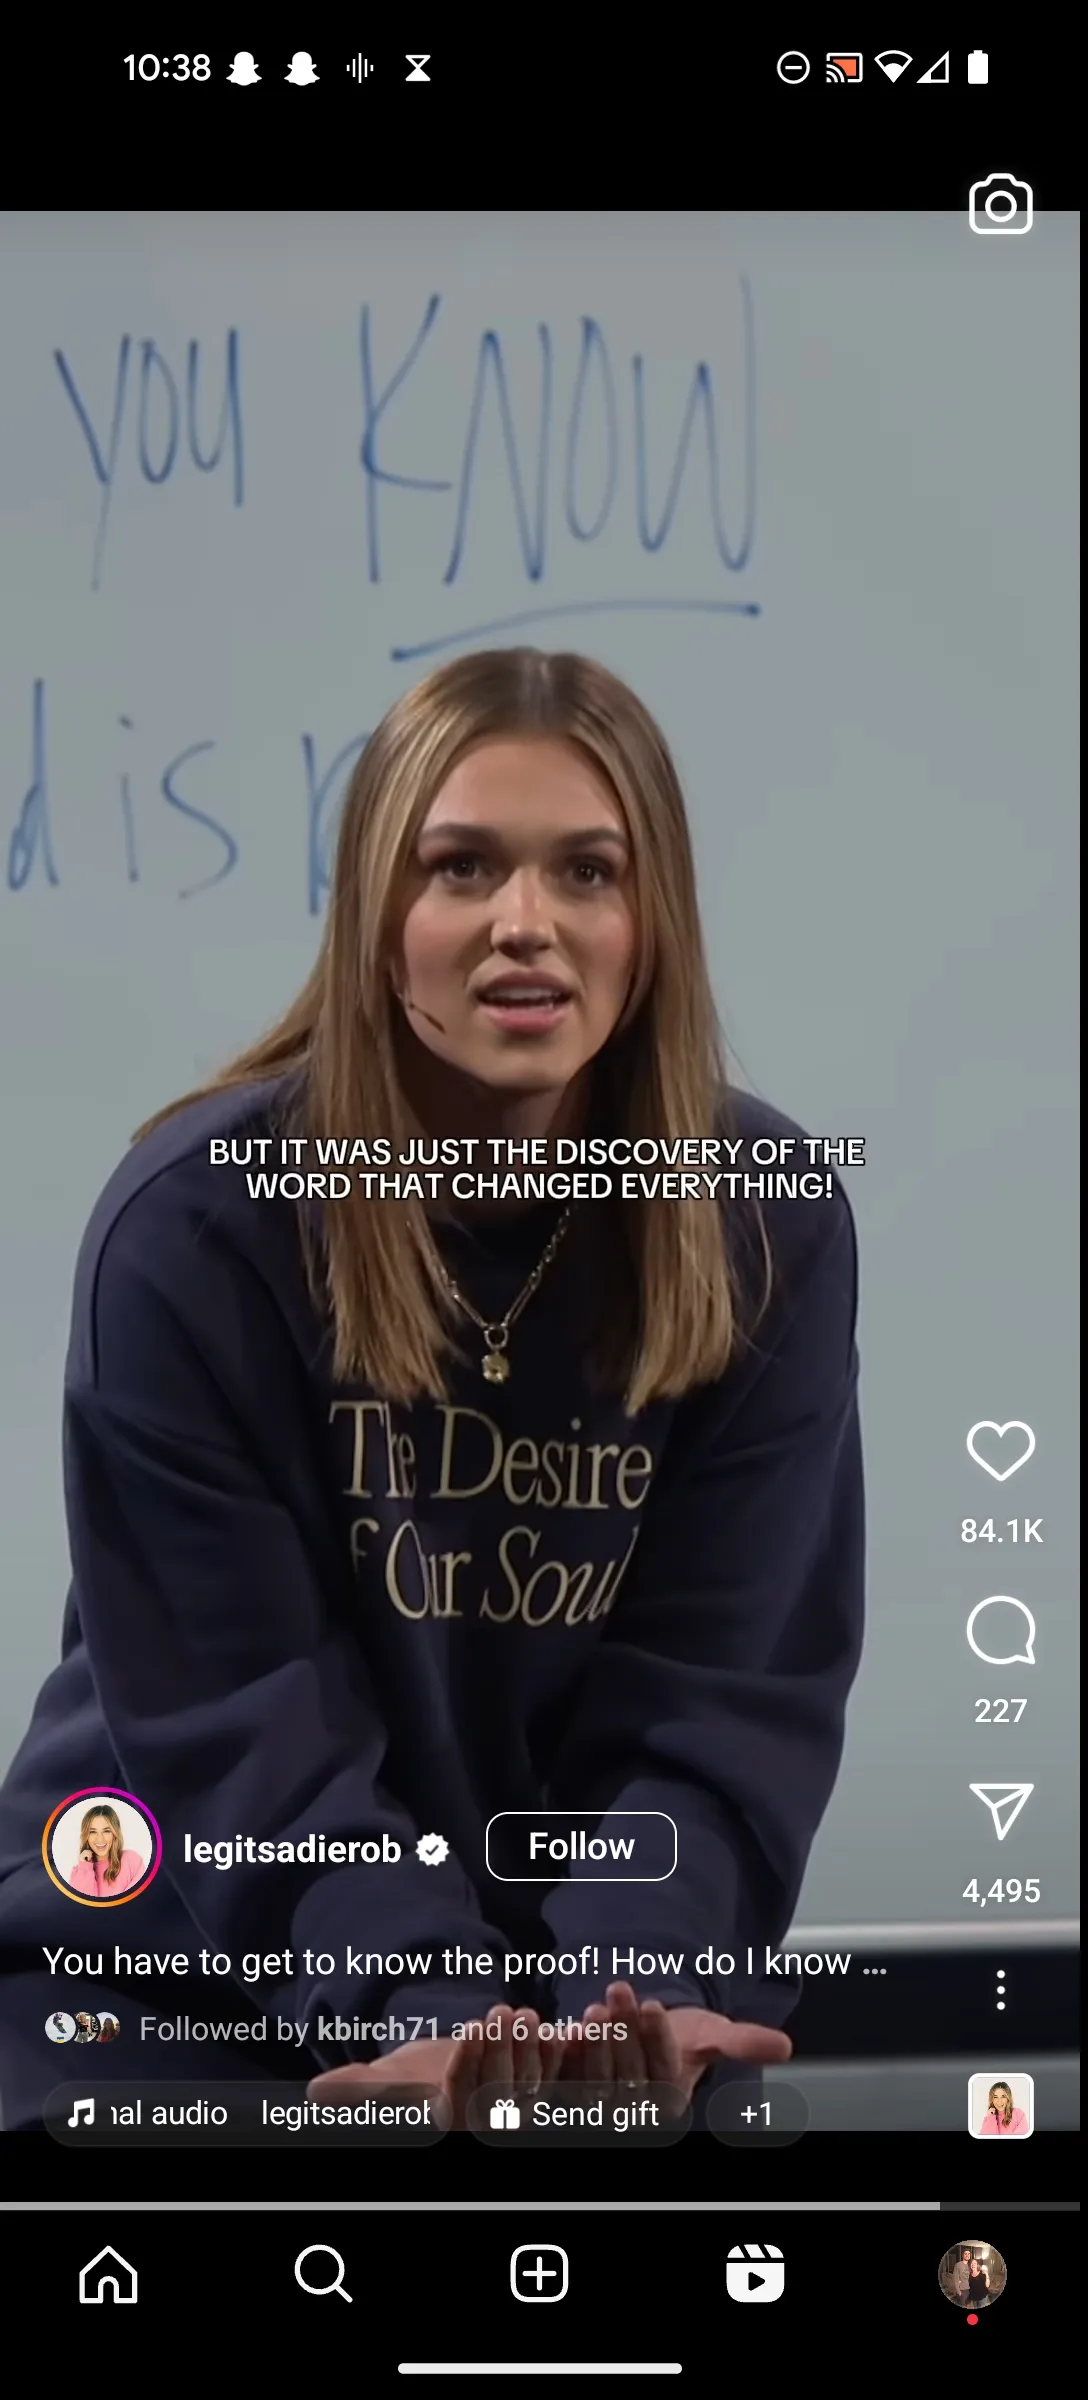 10:38
you KNOW
d is
BUT IT WAS JUST THE DISCOVERY OF THE
WORD THAT CHANGED EVERYTHING!
The Desire
f Our Soul
84.1K
227
4,495
legitsadierob
Follow
You have to get to know the proof! How do I know ...
Followed by kbirch71 and 6 others
nal audio legitsadierob
Send gift
+1